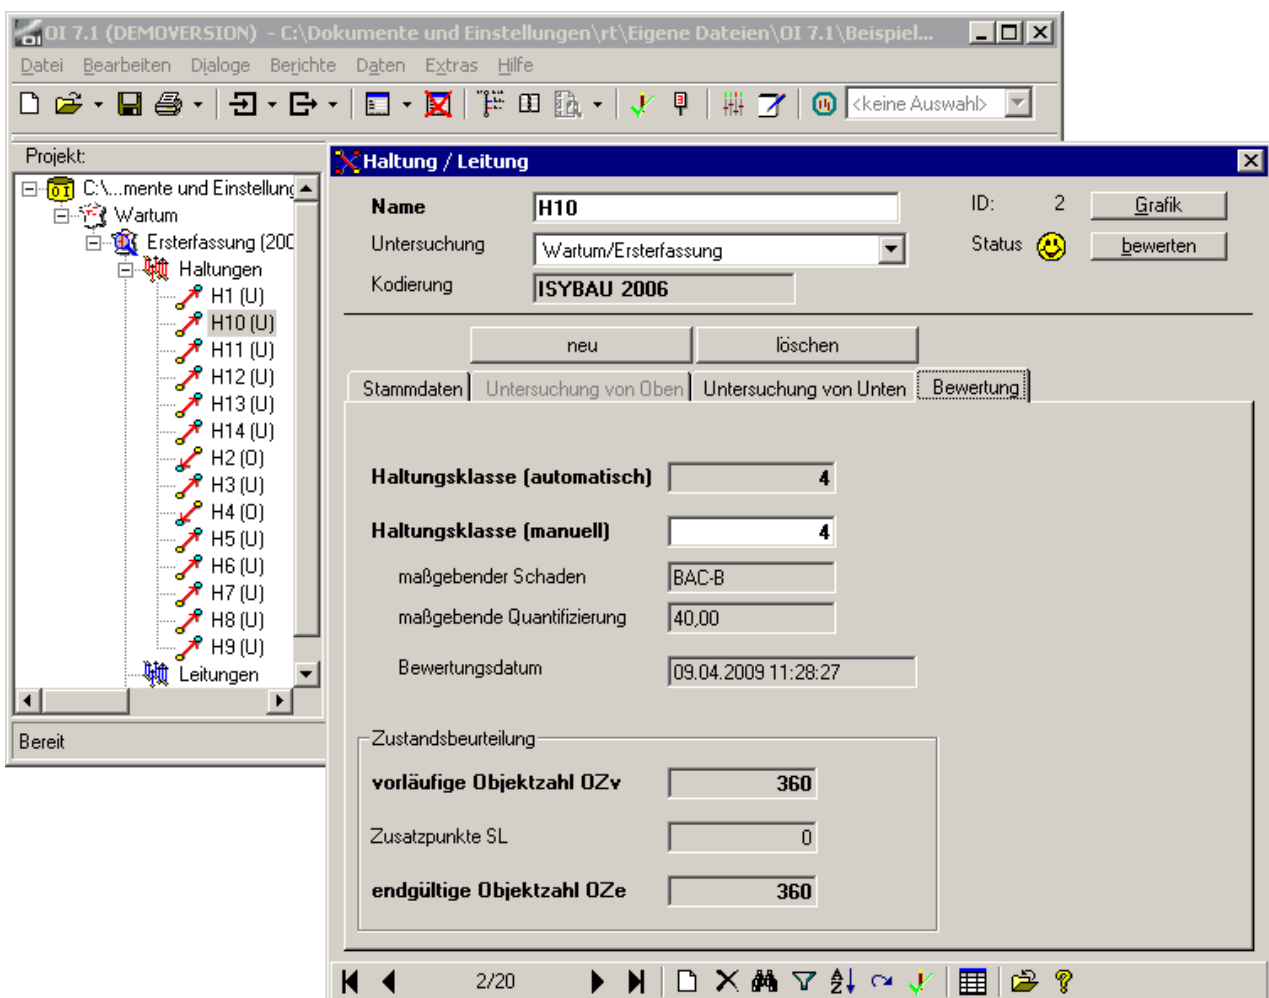 OI 7.1 (DEMOVERSION) - C:\Dokumente und Einstellungen\rt\Eigene Dateien\OI 7.1\Beispiel...
Datei Bearbeiten Dialoge Berichte Daten Extras Hilfe
<keine Auswahl>
Projekt:
C:\...mente und Einstellung
Wartum
Ersterfassung (200
Haltungen
H1 (U)
H10 (U)
H11 (U)
H12 (U)
H13 (U)
H14 (U)
H2 (O)
H3 (U)
H4 (O)
H5 (U)
H6 (U)
H7 (U)
H8 (U)
H9 (U)
Leitungen
Bereit
Haltung / Leitung
Name H10 ID: 2 Grafik
Untersuchung Wartum/Ersterfassung Status bewerten
Kodierung ISYBAU 2006
neu löschen
Stammdaten Untersuchung von Oben Untersuchung von Unten Bewertung
Haltungsklasse (automatisch) 4
Haltungsklasse (manuell) 4
maßgebender Schaden BAC-B
maßgebende Quantifizierung 40,00
Bewertungsdatum 09.04.2009 11:28:27
Zustandsbeurteilung
vorläufige Objektzahl OZv 360
Zusatzpunkte SL 0
endgültige Objektzahl OZe 360
2/20